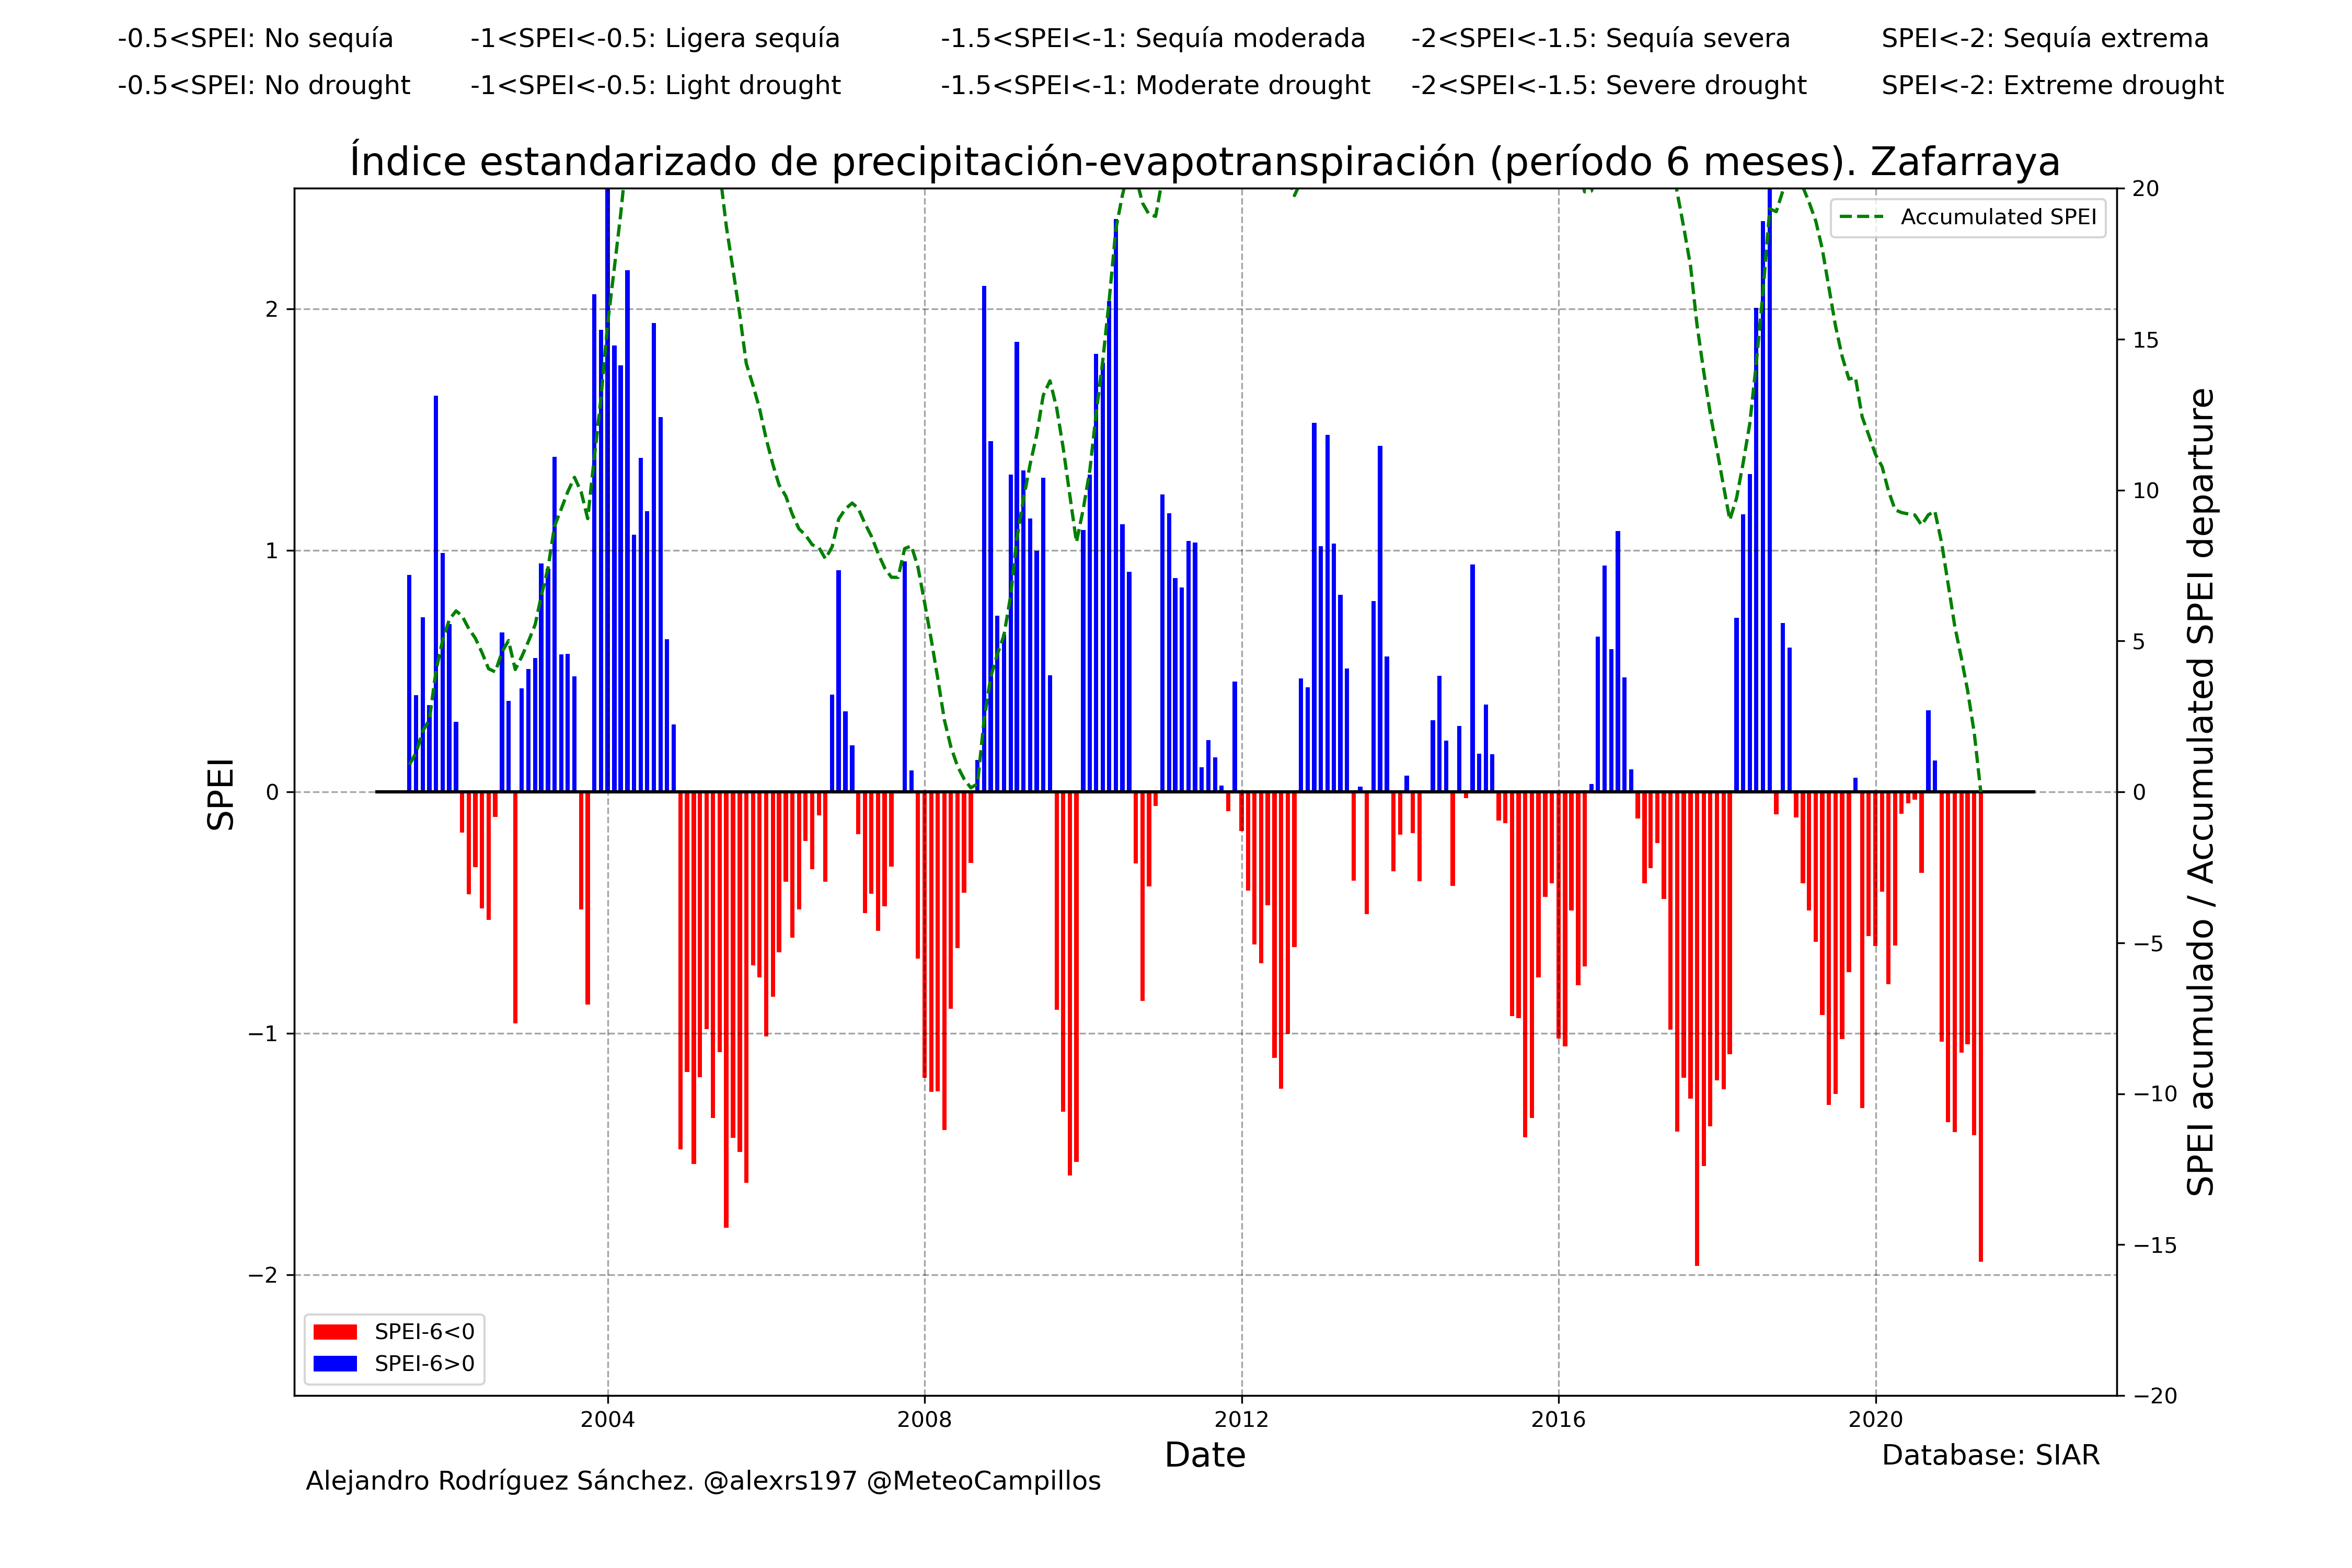 -0.5<SPEI: No sequía -1<SPEI<-0.5: Ligera sequía -1.5<SPEI<-1: Sequía moderada -2<SPEI<-1.5: Sequía severa SPEI<-2: Sequía extrema
-0.5<SPEI: No drought -1<SPEI<-0.5: Light drought -1.5<SPEI<-1: Moderate drought -2<SPEI<-1.5: Severe drought SPEI<-2: Extreme drought
Índice estandarizado de precipitación-evapotranspiración (período 6 meses). Zafarraya
Accumulated SPEI
SPEI
2
1
0
−1
−2
20
15
10
5
0
−5
−10
−15
−20
SPEI acumulado / Accumulated SPEI departure
SPEI-6<0
SPEI-6>0
2004 2008 2012 2016 2020
Date
Database: SIAR
Alejandro Rodríguez Sánchez. @alexrs197 @MeteoCampillos